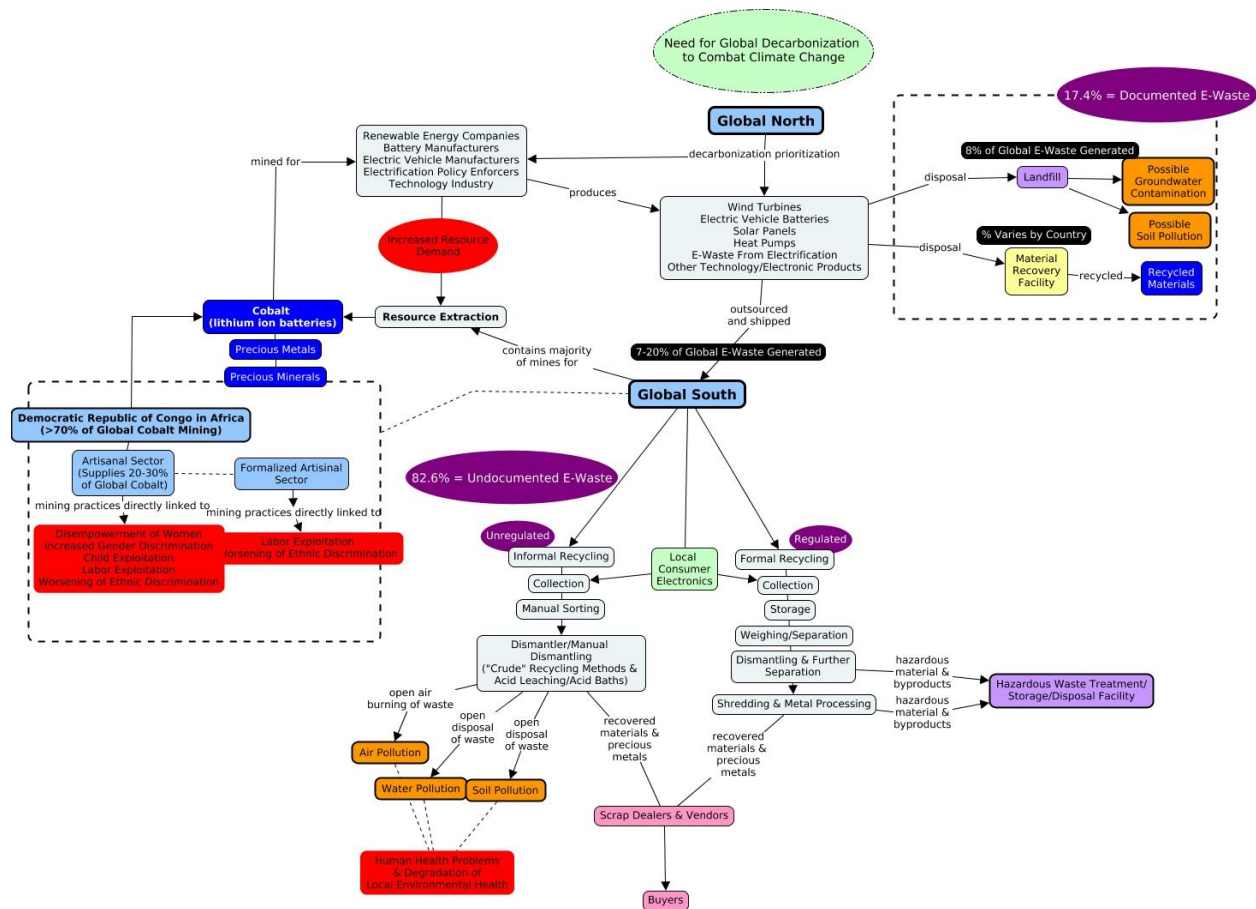 Need for Global Decarbonization
to Combat Climate Change
17.4% = Documented E-Waste
Global North
Renewable Energy Companies
Battery Manufacturers
Electric Vehicle Manufacturers
Electrification Policy Enforcers
Technology Industry
mined for
decarbonization prioritization
produces
8% of Global E-Waste Generated
disposal
Landfill
Possible
Groundwater
Contamination
Possible
Soil Pollution
Wind Turbines
Electric Vehicle Batteries
Solar Panels
Heat Pumps
E-Waste From Electrification
Other Technology/Electronic Products
% Varies by Country
disposal
Material
Recovery
Facility
recycled
Recycled
Materials
Increased Resource
Demand
Cobalt
(lithium ion batteries)
Resource Extraction
outsourced
and shipped
Precious Metals
Precious Minerals
contains majority
of mines for
7-20% of Global E-Waste Generated
Global South
Democratic Republic of Congo in Africa
(>70% of Global Cobalt Mining)
Artisanal Sector
(Supplies 20-30%
of Global Cobalt)
Formalized Artisinal
Sector
mining practices directly linked to
mining practices directly linked to
Disempowerment of Women
Increased Gender Discrimination
Child Exploitation
Labor Exploitation
Worsening of Ethnic Discrimination
Labor Exploitation
Worsening of Ethnic Discrimination
82.6% = Undocumented E-Waste
Unregulated
Informal Recycling
Collection
Manual Sorting
Dismantler/Manual
Dismantling
("Crude" Recycling Methods &
Acid Leaching/Acid Baths)
Local
Consumer
Electronics
Regulated
Formal Recycling
Collection
Storage
Weighing/Separation
Dismantling & Further
Separation
Shredding & Metal Processing
hazardous
material &
byproducts
hazardous
material &
byproducts
Hazardous Waste Treatment/
Storage/Disposal Facility
open air
burning of waste
open
disposal
of waste
open
disposal
of waste
recovered
materials &
precious
metals
recovered
materials &
precious
metals
Air Pollution
Water Pollution
Soil Pollution
Scrap Dealers & Vendors
Human Health Problems
& Degradation of
Local Environmental Health
Buyers